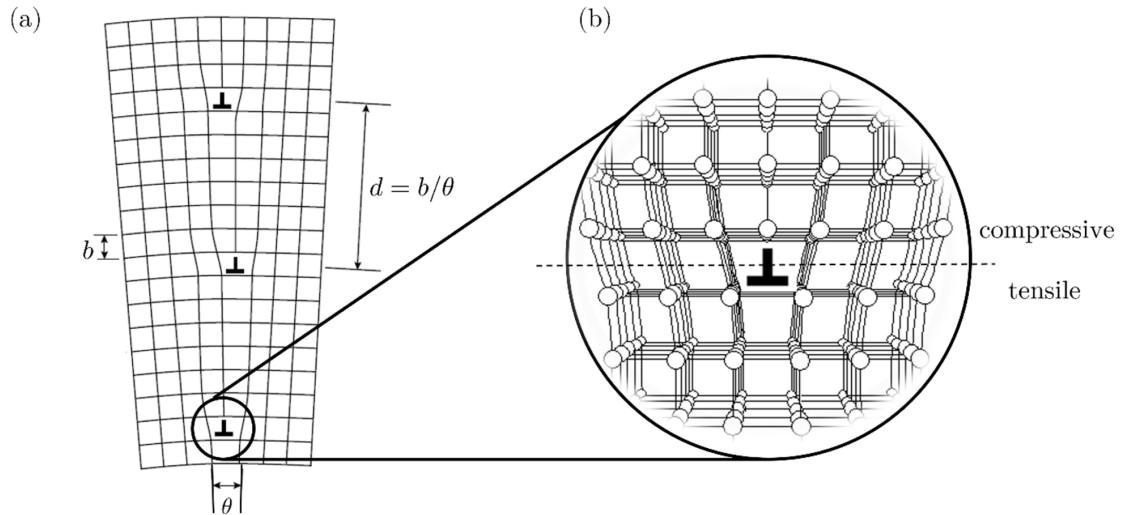 (a)
(b)
d = b/θ
b
compressive
tensile
θ